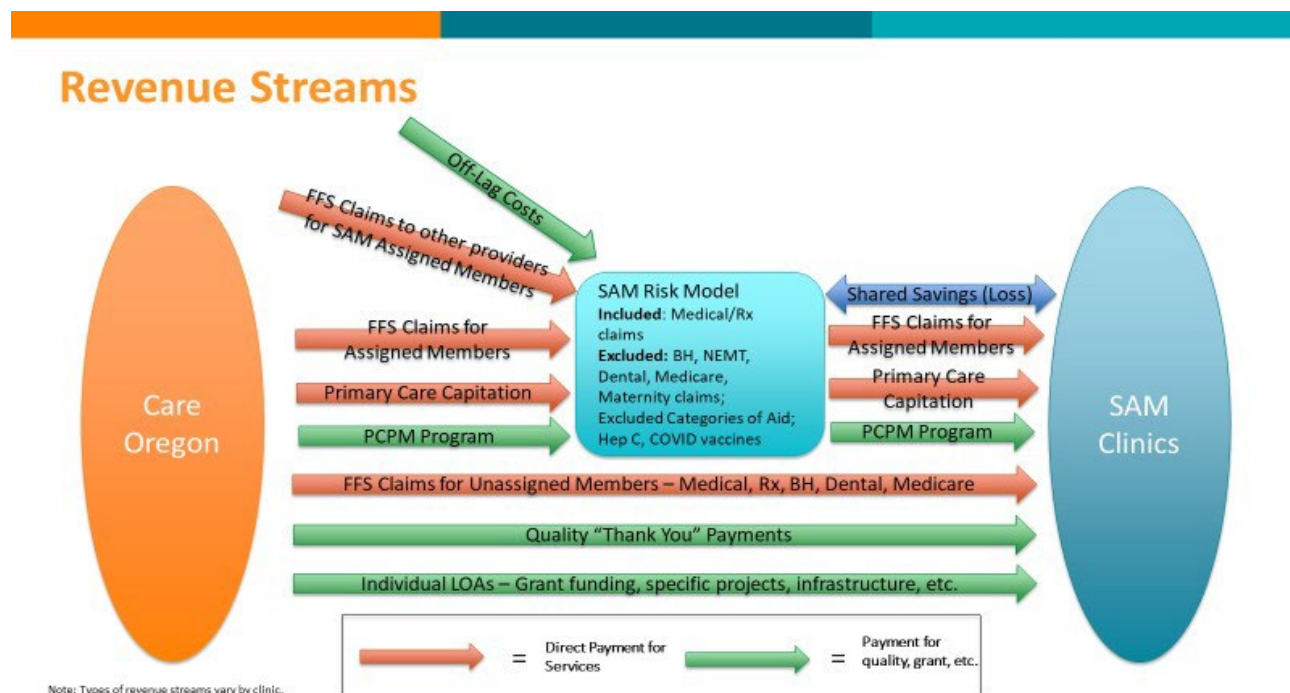 Revenue Streams
Off-Lag Costs
FFS Claims to other providers
for SAM Assigned
Members
FFS Claims for
Assigned Members
Primary Care Capitation
PCPM Program
Care
Oregon
SAM Risk Model
Included: Medical/Rx
claims
Excluded: BH, NEMT,
Dental, Medicare,
Maternity claims;
Excluded Categories of Aid;
Hep C, COVID vaccines
Shared Savings (Loss)
FFS Claims for
Assigned Members
Primary Care
Capitation
PCPM Program
SAM
Clinics
FFS Claims for Unassigned Members – Medical, Rx, BH, Dental, Medicare
Quality “Thank You” Payments
Individual LOAs – Grant funding, specific projects, infrastructure, etc.
= Direct Payment for
Services
= Payment for
quality, grant, etc.
Note: Types of revenue streams vary by clinic.